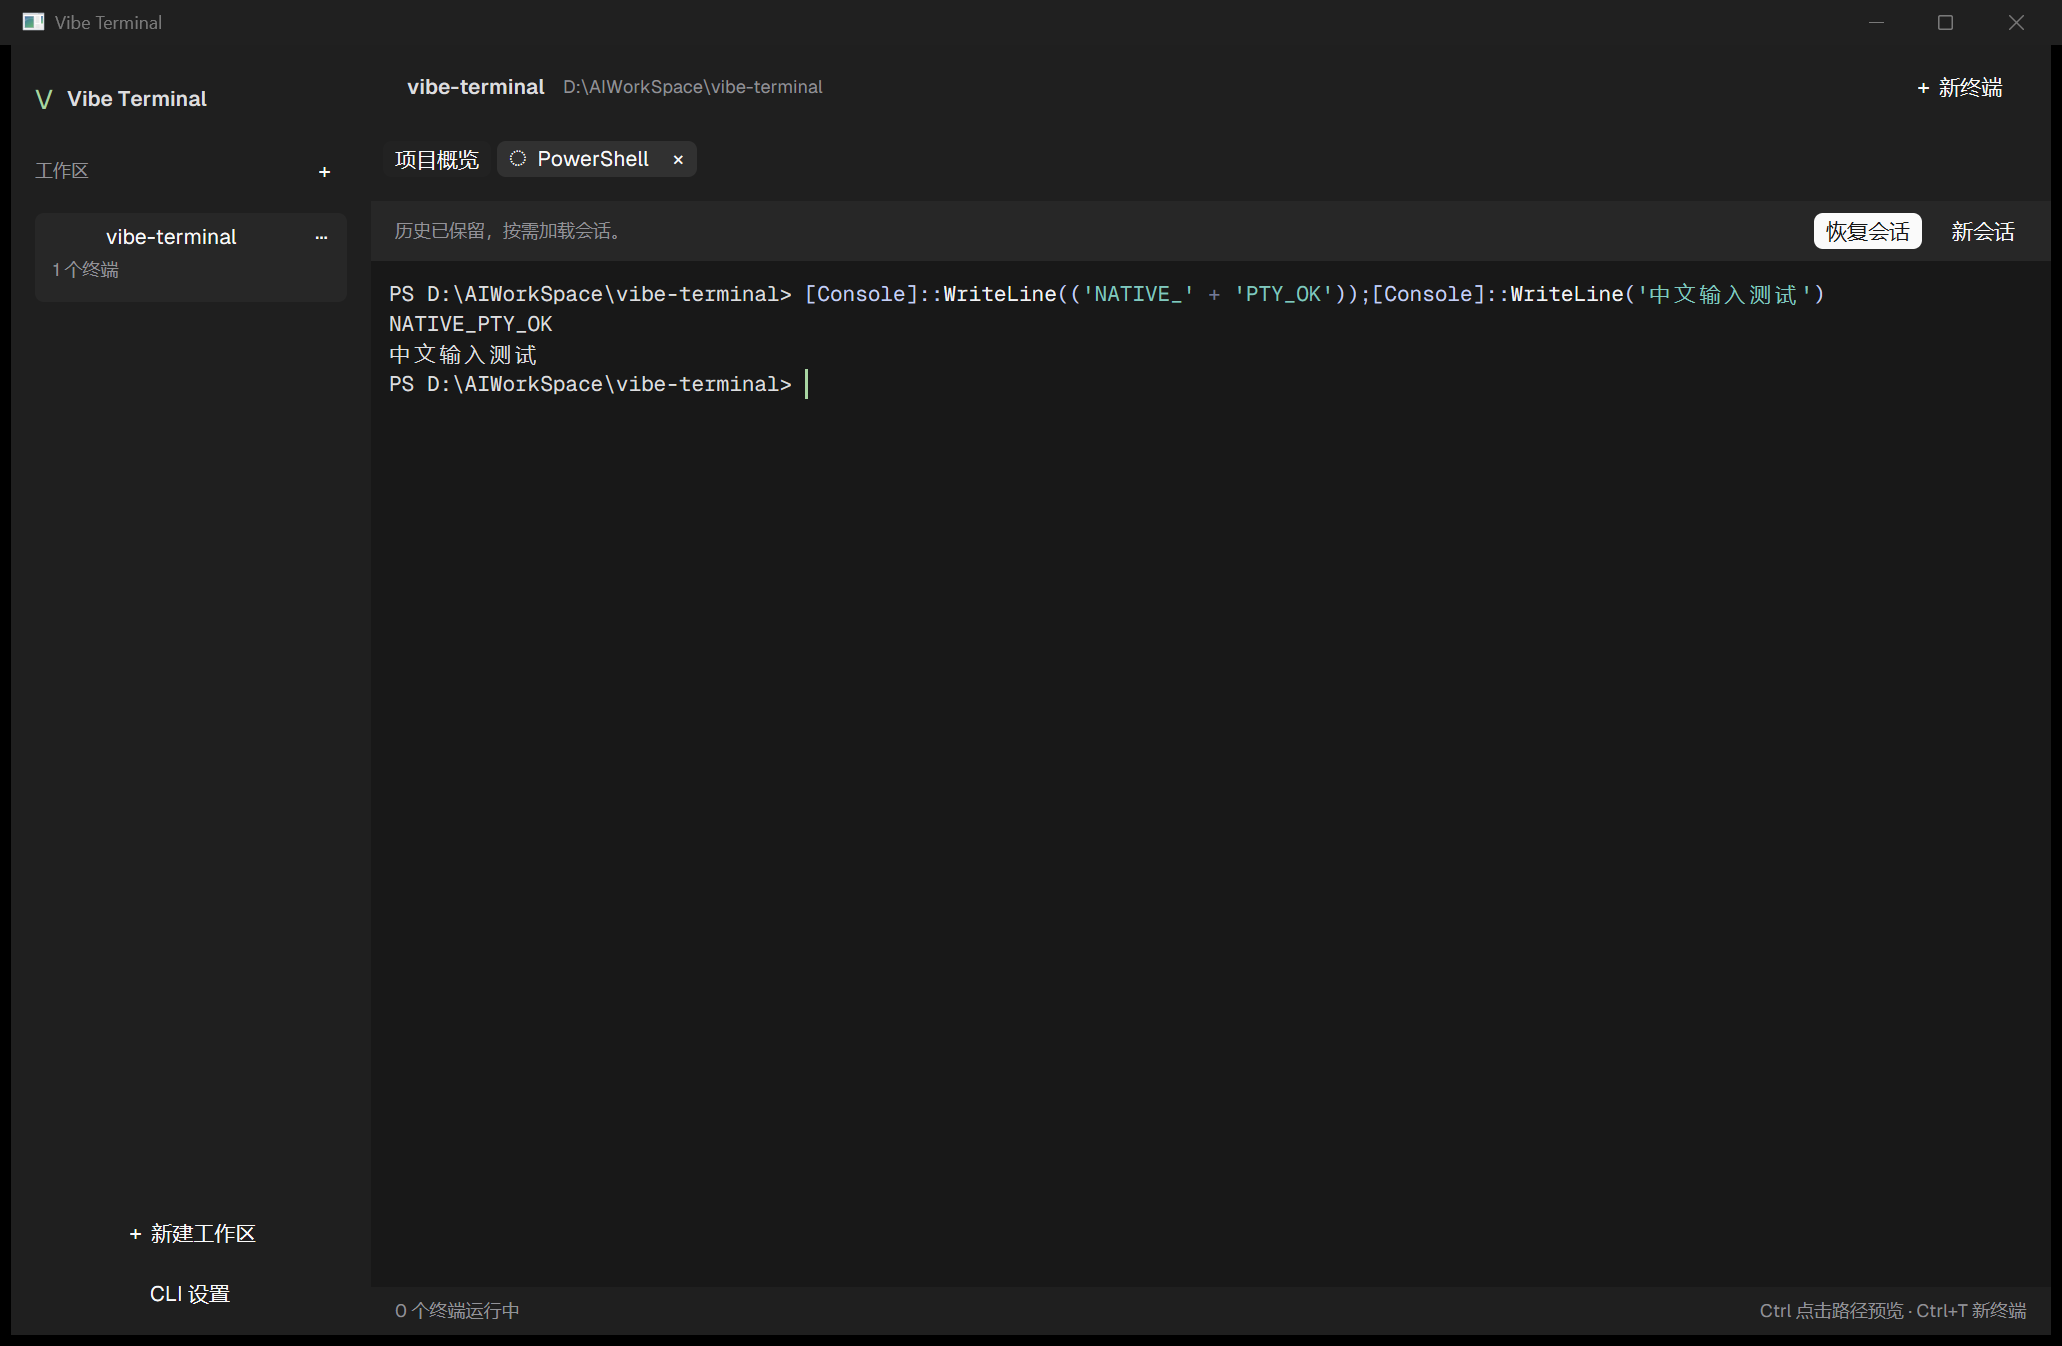 Vibe Terminal
V Vibe Terminal
工作区 +
vibe-terminal ...
1 个终端
+ 新建工作区
CLI 设置
vibe-terminal D:\AIWorkSpace\vibe-terminal
+ 新终端
项目概览 PowerShell ×
历史已保留，按需加载会话。
恢复会话 新会话
PS D:\AIWorkSpace\vibe-terminal> [Console]::WriteLine(('NATIVE_' + 'PTY_OK'));[Console]::WriteLine('中文输入测试')
NATIVE_PTY_OK
中文输入测试
PS D:\AIWorkSpace\vibe-terminal>
0 个终端运行中
Ctrl 点击路径预览 · Ctrl+T 新终端